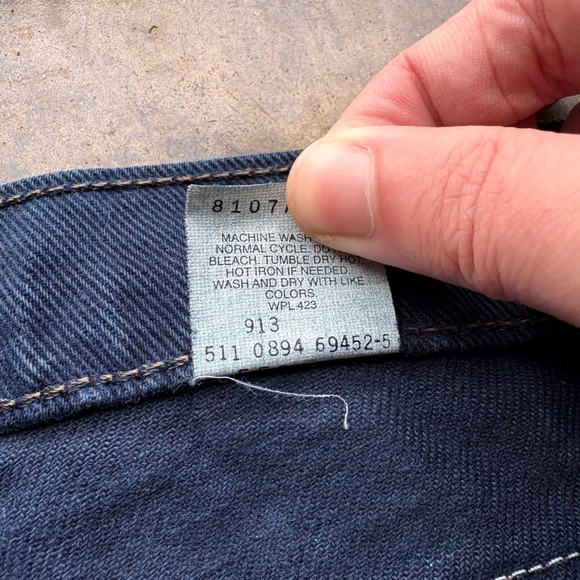 8107
MACHINE WASH
NORMAL CYCLE. DO
BLEACH. TUMBLE DRY HOT
HOT IRON IF NEEDED.
WASH AND DRY WITH LIKE
COLORS.
WPL 423
913
511 0894 69452-5